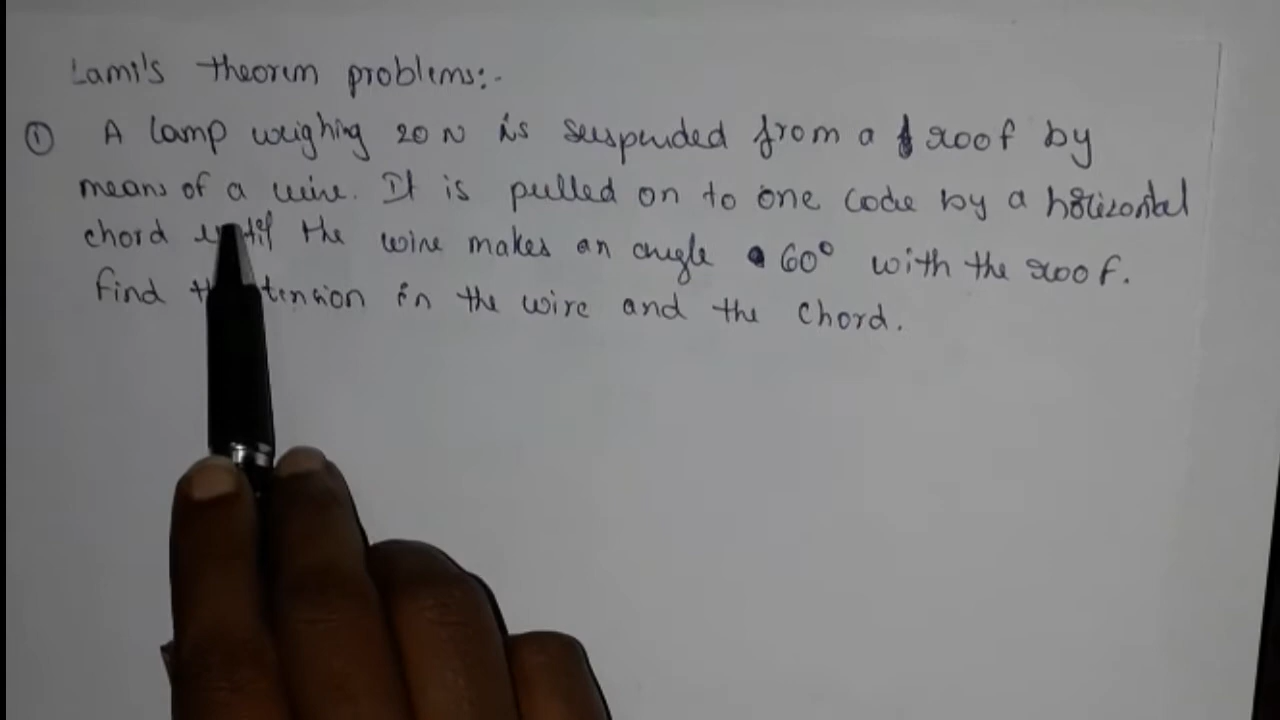 Lami's theorem problems:-
① A lamp weighing 20 N is suspended from a roof by
means of a wire. It is pulled on to one code by a horizontal
chord until the wire makes an angle 60° with the roof.
find the tension in the wire and the chord.